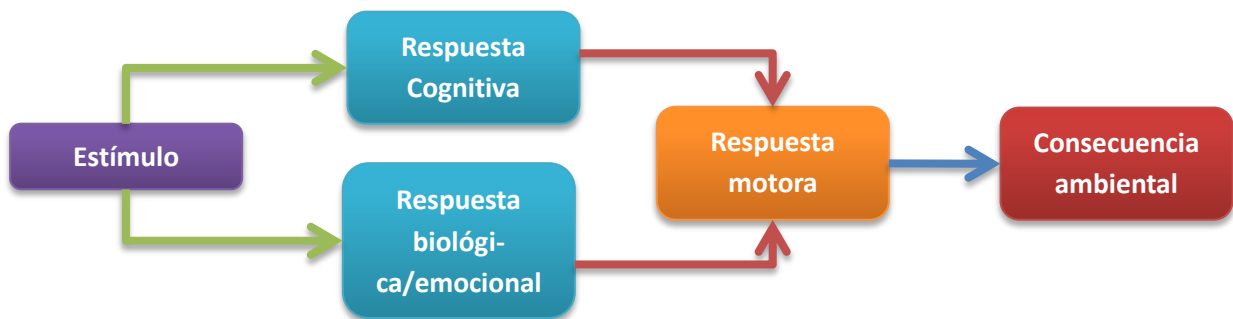 Estímulo
Respuesta
Cognitiva
Respuesta
biológi-
ca/emocional
Respuesta
motora
Consecuencia
ambiental